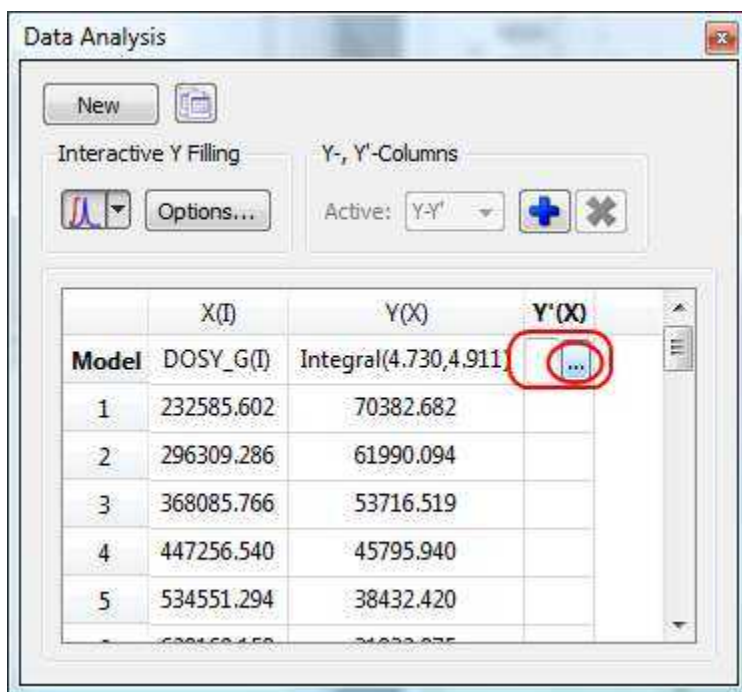 Data Analysis
New
Interactive Y Filling Y-, Y'-Columns
Options... Active: Y-Y'
X(I) Y(X) Y'(X)
Model DOSY_G(I) Integral(4.730,4.911) ...
1 232585.602 70382.682
2 296309.286 61990.094
3 368085.766 53716.519
4 447256.540 45795.940
5 534551.294 38432.420